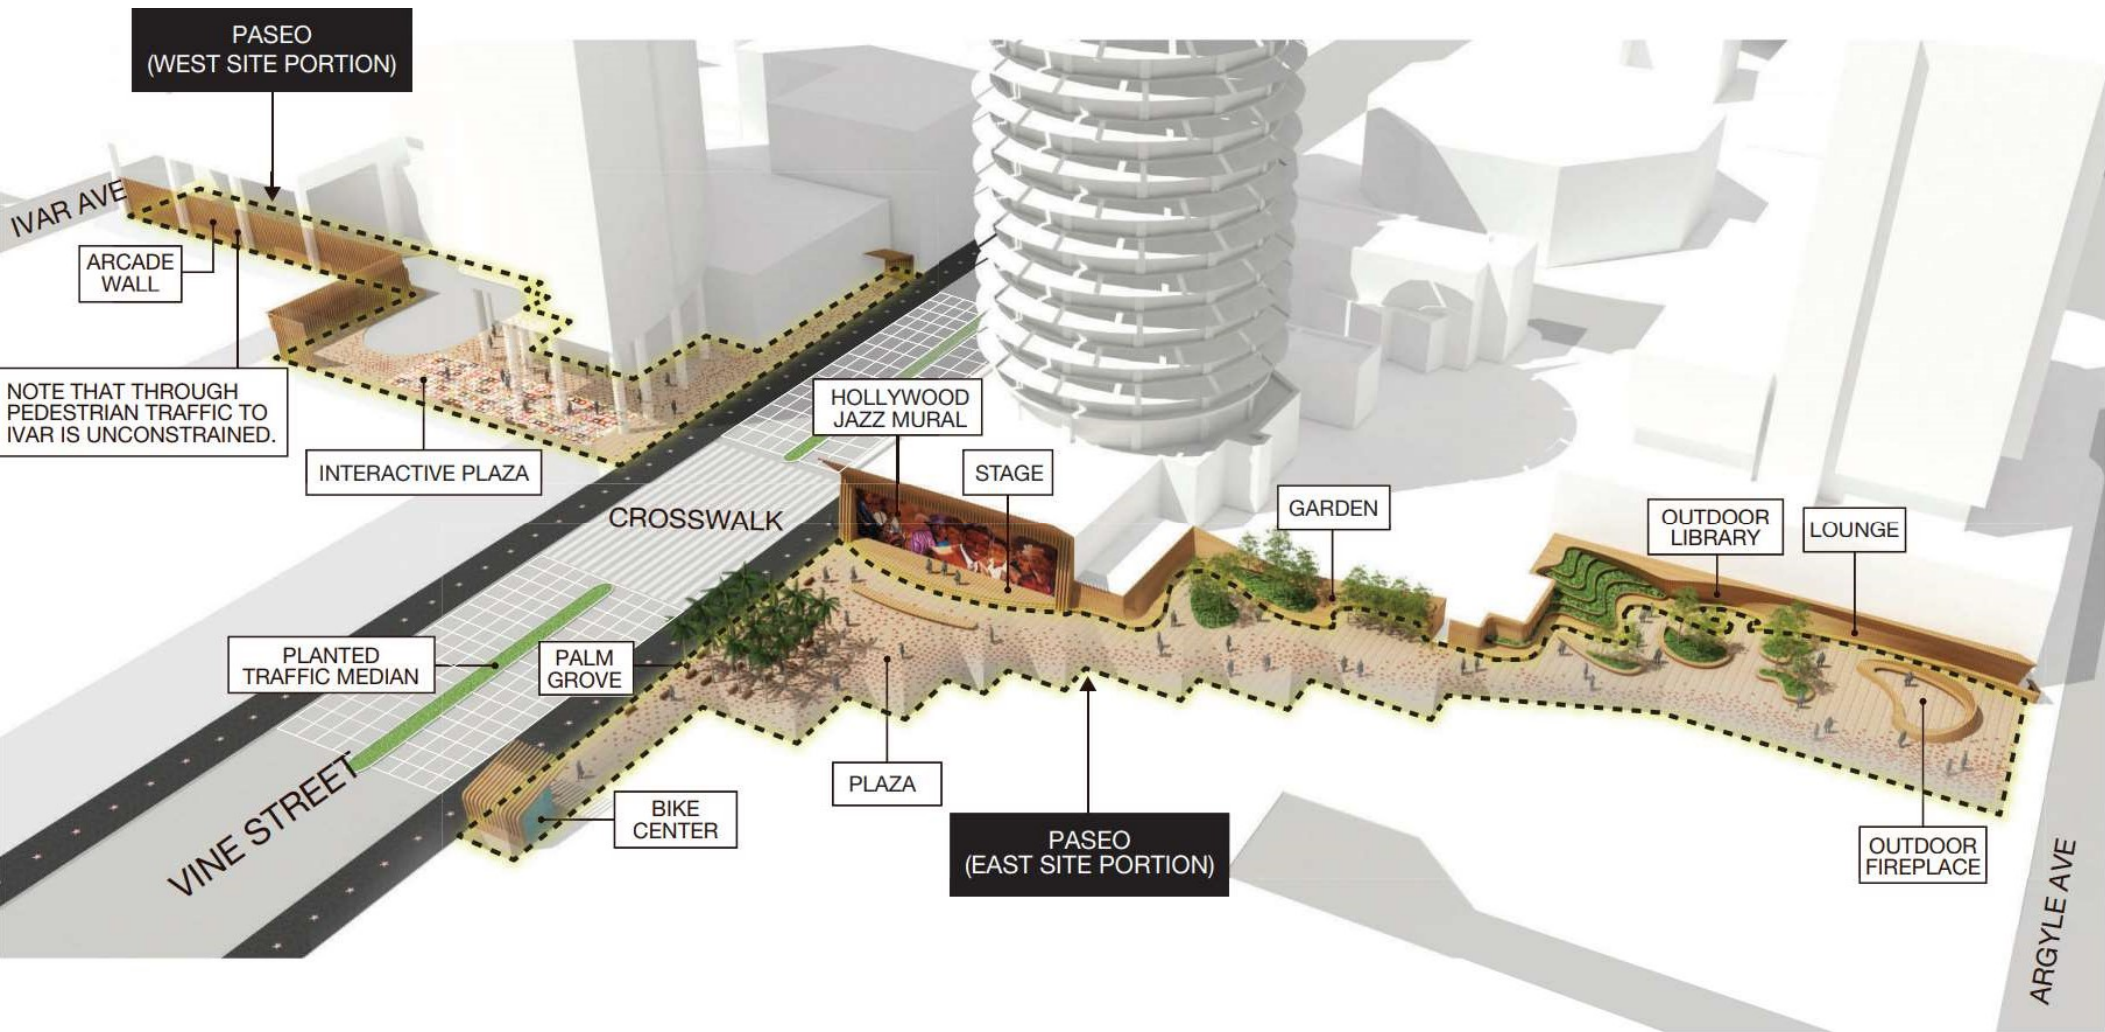 PASEO
(WEST SITE PORTION)
IVAR AVE
ARCADE
WALL
NOTE THAT THROUGH
PEDESTRIAN TRAFFIC TO
IVAR IS UNCONSTRAINED.
INTERACTIVE PLAZA
HOLLYWOOD
JAZZ MURAL
STAGE
CROSSWALK
GARDEN
OUTDOOR
LIBRARY
LOUNGE
PLANTED
TRAFFIC MEDIAN
PALM
GROVE
VINE STREET
PLAZA
BIKE
CENTER
PASEO
(EAST SITE PORTION)
OUTDOOR
FIREPLACE
ARGYLE AVE